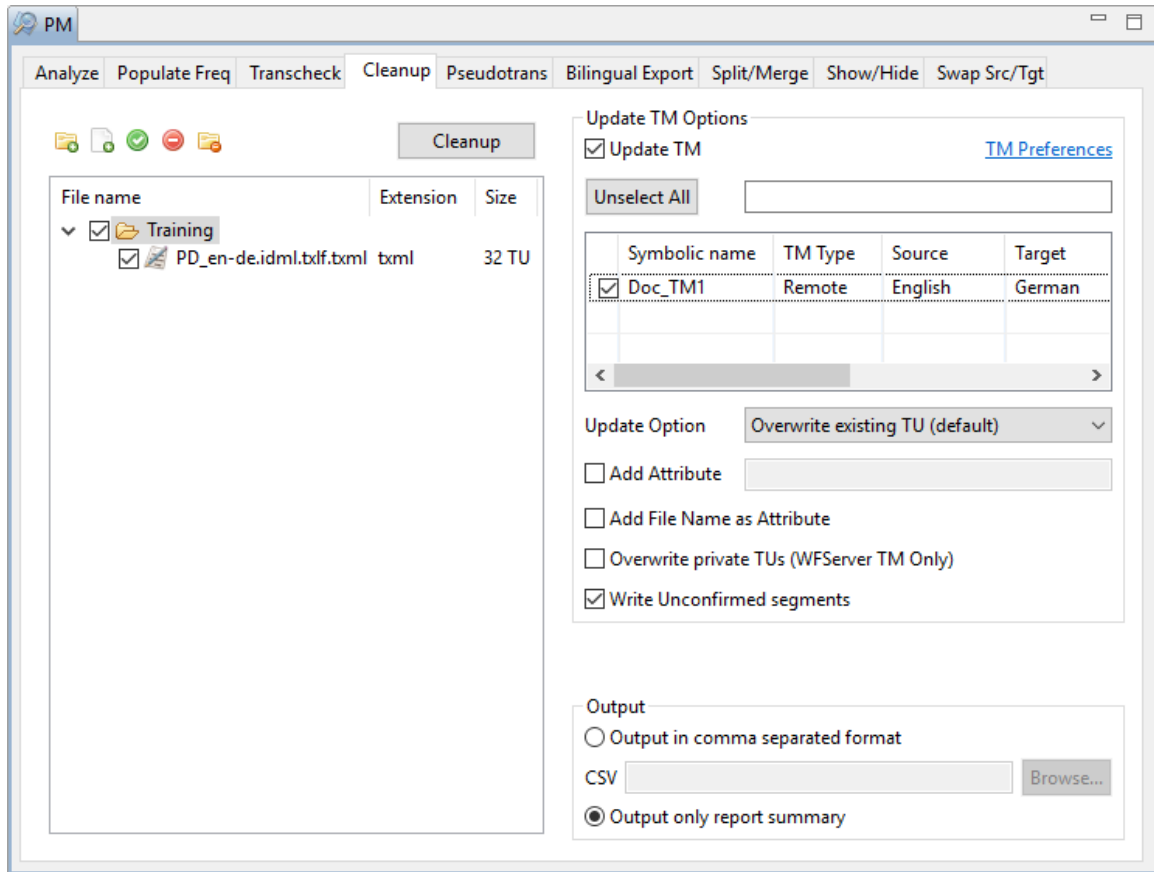 PM
Analyze Populate Freq Transcheck Cleanup Pseudotrans Bilingual Export Split/Merge Show/Hide Swap Src/Tgt
Cleanup
File name Extension Size
Training
PD_en-de.idml.txlf.txml txml 32 TU
Update TM Options
Update TM TM Preferences
Unselect All
Symbolic name TM Type Source Target
Doc_TM1 Remote English German
Update Option Overwrite existing TU (default)
Add Attribute
Add File Name as Attribute
Overwrite private TUs (WFServer TM Only)
Write Unconfirmed segments
Output
Output in comma separated format
CSV Browse...
Output only report summary